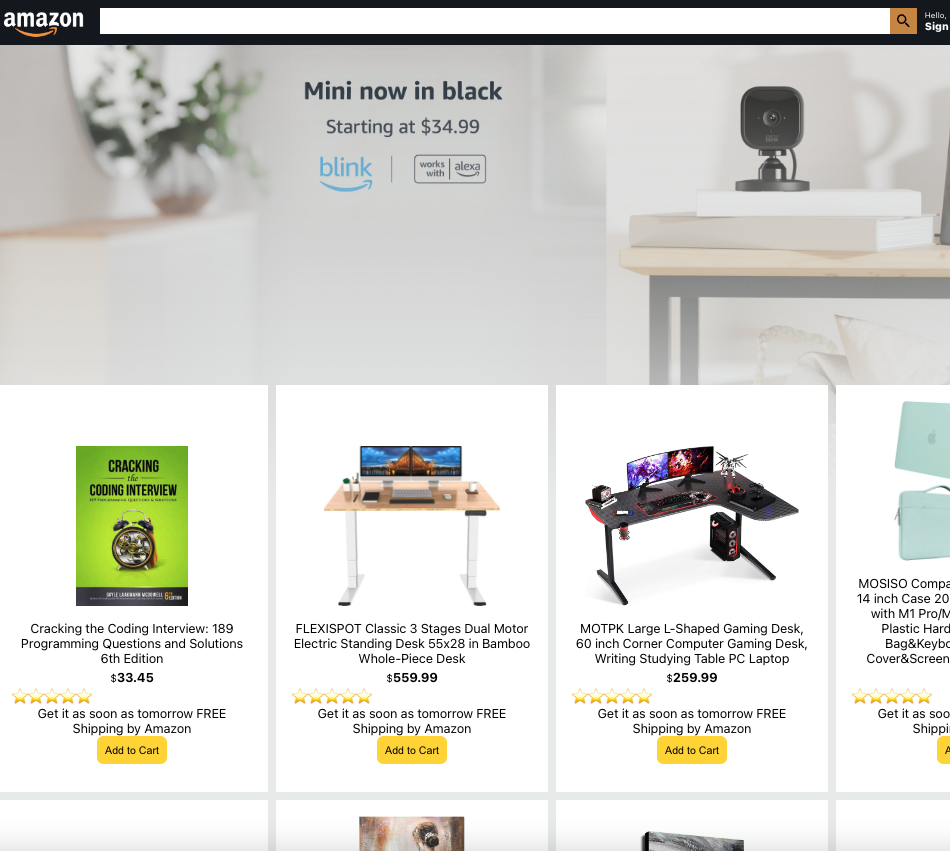 amazon
Hello,
Sign
Mini now in black
Starting at $34.99
blink
works with alexa
CRACKING
the
CODING INTERVIEW
189 PROGRAMMING QUESTIONS & SOLUTIONS
GAYLE LAAKMANN MCDOWELL
6TH EDITION
Cracking the Coding Interview: 189
Programming Questions and Solutions
6th Edition
$33.45
Get it as soon as tomorrow FREE
Shipping by Amazon
Add to Cart
FLEXISPOT Classic 3 Stages Dual Motor
Electric Standing Desk 55x28 in Bamboo
Whole-Piece Desk
$559.99
Get it as soon as tomorrow FREE
Shipping by Amazon
Add to Cart
MOTPK Large L-Shaped Gaming Desk,
60 inch Corner Computer Gaming Desk,
Writing Studying Table PC Laptop
$259.99
Get it as soon as tomorrow FREE
Shipping by Amazon
Add to Cart
MOSISO Compa
14 inch Case 20
with M1 Pro/M
Plastic Hard
Bag&Keybo
Cover&Screen
Get it as soo
Shippi
A